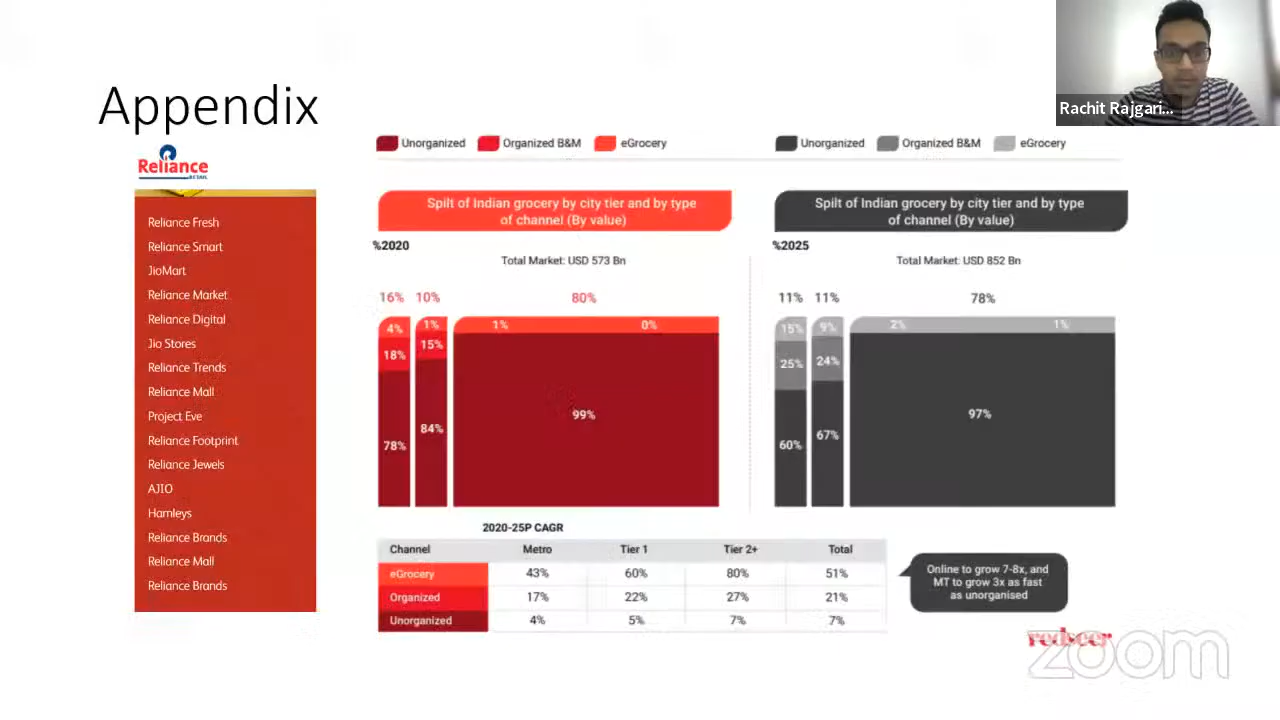 Rachit Rajgari...
Appendix
Reliance
RETAIL
Reliance Fresh
Reliance Smart
JioMart
Reliance Market
Reliance Digital
Jio Stores
Reliance Trends
Reliance Mall
Project Eve
Reliance Footprint
Reliance Jewels
AJIO
Hamleys
Reliance Brands
Reliance Mall
Reliance Brands
Unorganized Organized B&M eGrocery
Spilt of Indian grocery by city tier and by type
of channel (By value)
%2020
Total Market: USD 573 Bn
16% 10% 80%
4% 1% 1% 0%
18% 15%
99%
78% 84%
Unorganized Organized B&M eGrocery
Spilt of Indian grocery by city tier and by type
of channel (By value)
%2025
Total Market: USD 852 Bn
11% 11% 78%
15% 9% 2% 1%
25% 24%
97%
60% 67%
2020-25P CAGR
Channel Metro Tier 1 Tier 2+ Total
eGrocery 43% 60% 80% 51%
Organized 17% 22% 27% 21%
Unorganized 4% 5% 7% 7%
Online to grow 7-8x, and
MT to grow 3x as fast
as unorganised
redseer
zoom